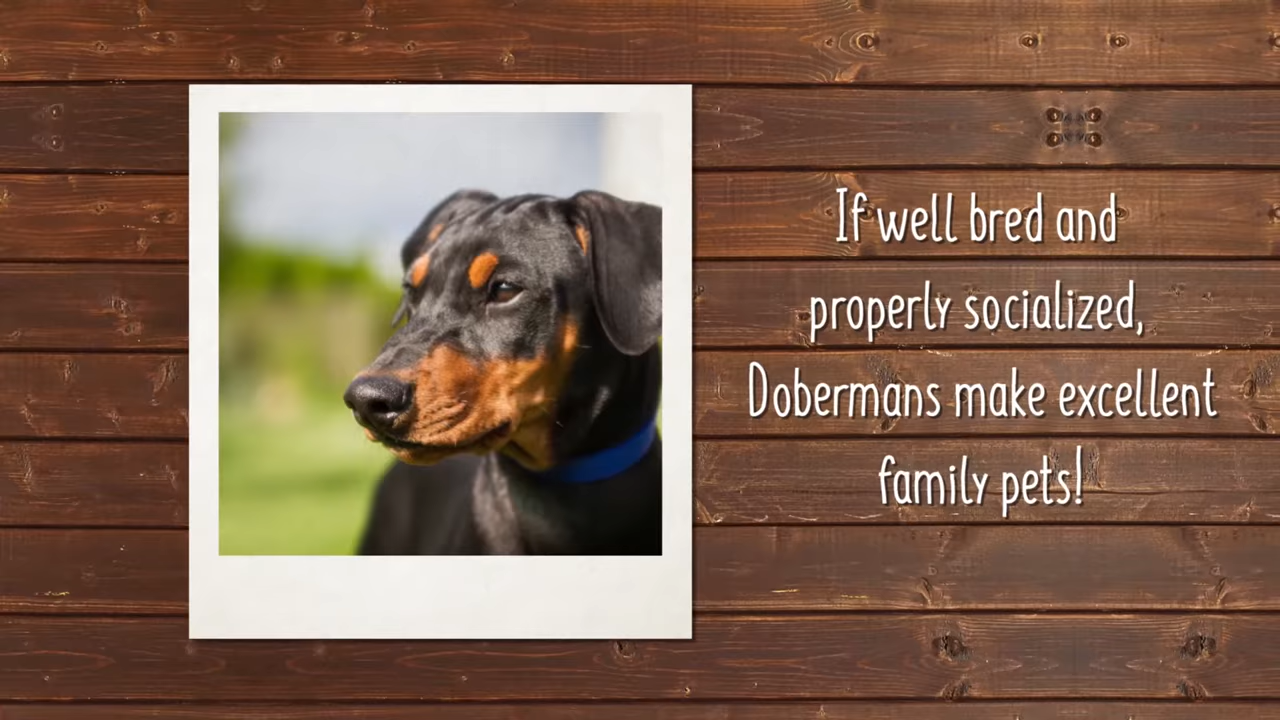 If well bred and
properly socialized,
Dobermans make excellent
family pets!